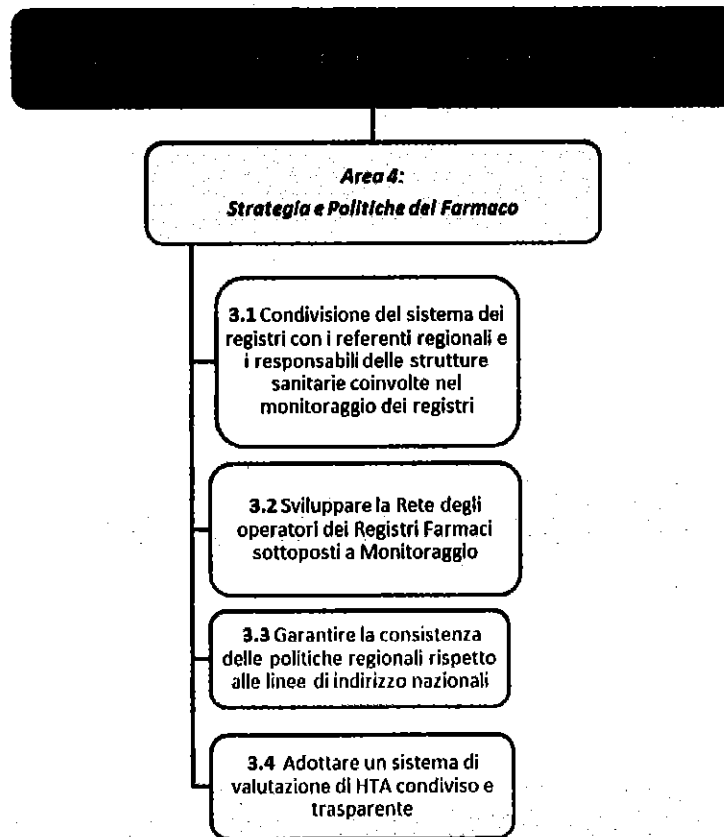 Area 4:
Strategia e Politiche del Farmaco
3.1 Condivisione del sistema dei
registri con i referenti regionali e
i responsabili delle strutture
sanitarie coinvolte nel
monitoraggio dei registri
3.2 Sviluppare la Rete degli
operatori dei Registri Farmaci
sottoposti a Monitoraggio
3.3 Garantire la consistenza
delle politiche regionali rispetto
alle linee di indirizzo nazionali
3.4 Adottare un sistema di
valutazione di HTA condiviso e
trasparente